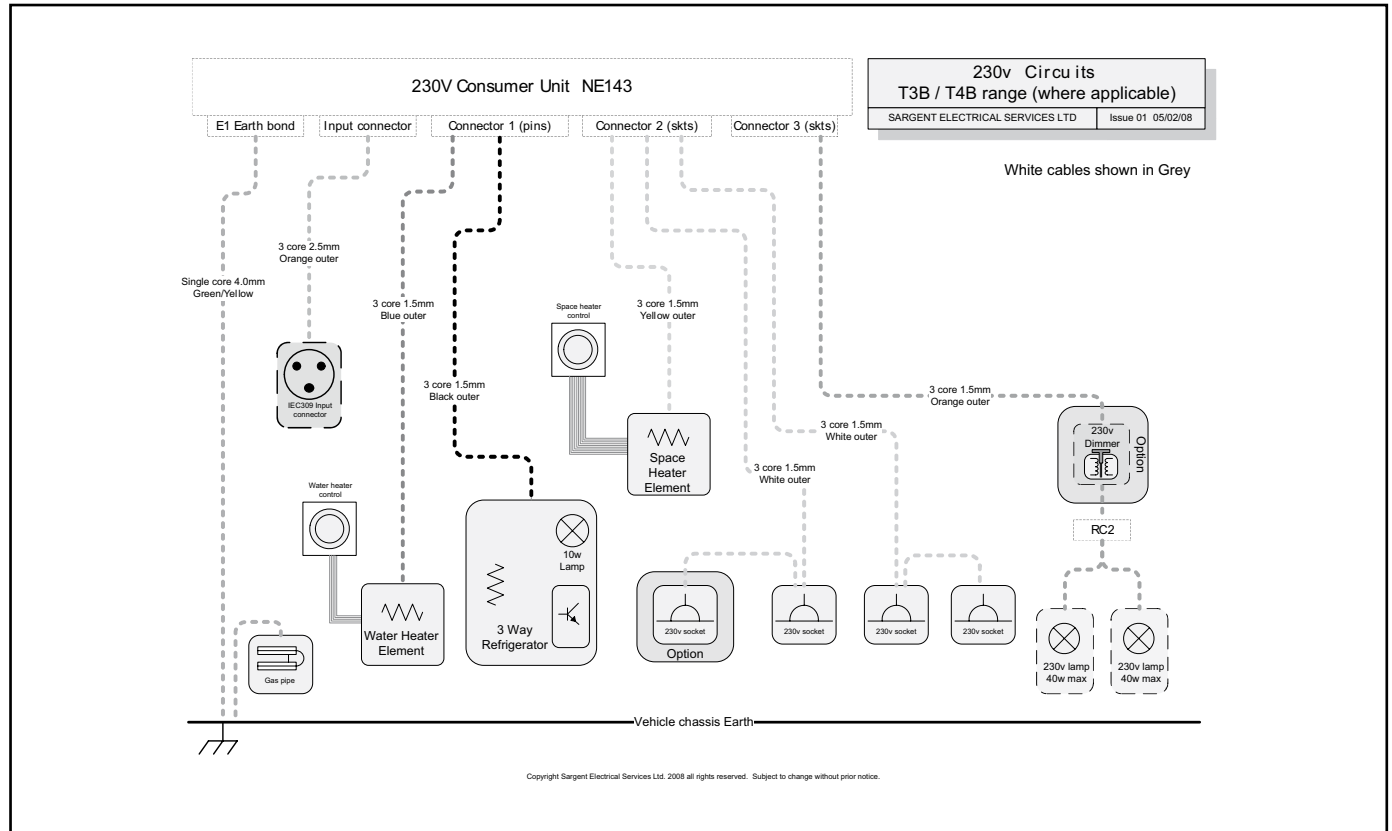 230V Consumer Unit NE143
230v Circuits
T3B / T4B range (where applicable)
SARGENT ELECTRICAL SERVICES LTD
Issue 01 05/02/08
E1 Earth bond
Input connector
Connector 1 (pins)
Connector 2 (skts)
Connector 3 (skts)
White cables shown in Grey
3 core 2.5mm
Orange outer
Single core 4.0mm
Green/Yellow
3 core 1.5mm
Blue outer
Space heater
control
3 core 1.5mm
Yellow outer
IEC309 Input
connector
3 core 1.5mm
Black outer
3 core 1.5mm
Orange outer
230v
Dimmer
Option
3 core 1.5mm
White outer
Space
Heater
Element
3 core 1.5mm
White outer
Water heater
control
RC2
10w
Lamp
3 Way
Refrigerator
Water Heater
Element
230v socket
Option
230v socket
230v socket
230v socket
230v lamp
40w max
230v lamp
40w max
Gas pipe
Vehicle chassis Earth
Copyright Sargent Electrical Services Ltd. 2008 all rights reserved. Subject to change without prior notice.